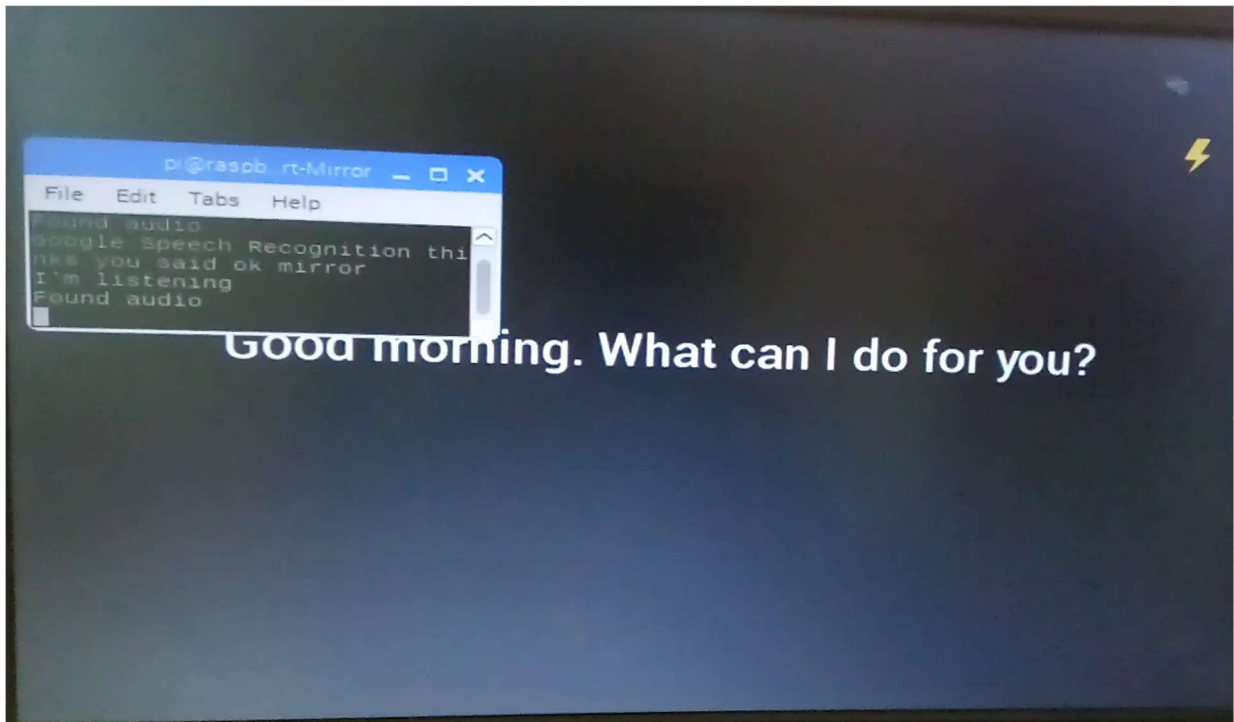 pi@raspb...rt-Mirror
File Edit Tabs Help
Found audio
Google Speech Recognition thi
nks you said ok mirror
I'm listening
Found audio
Good morning. What can I do for you?